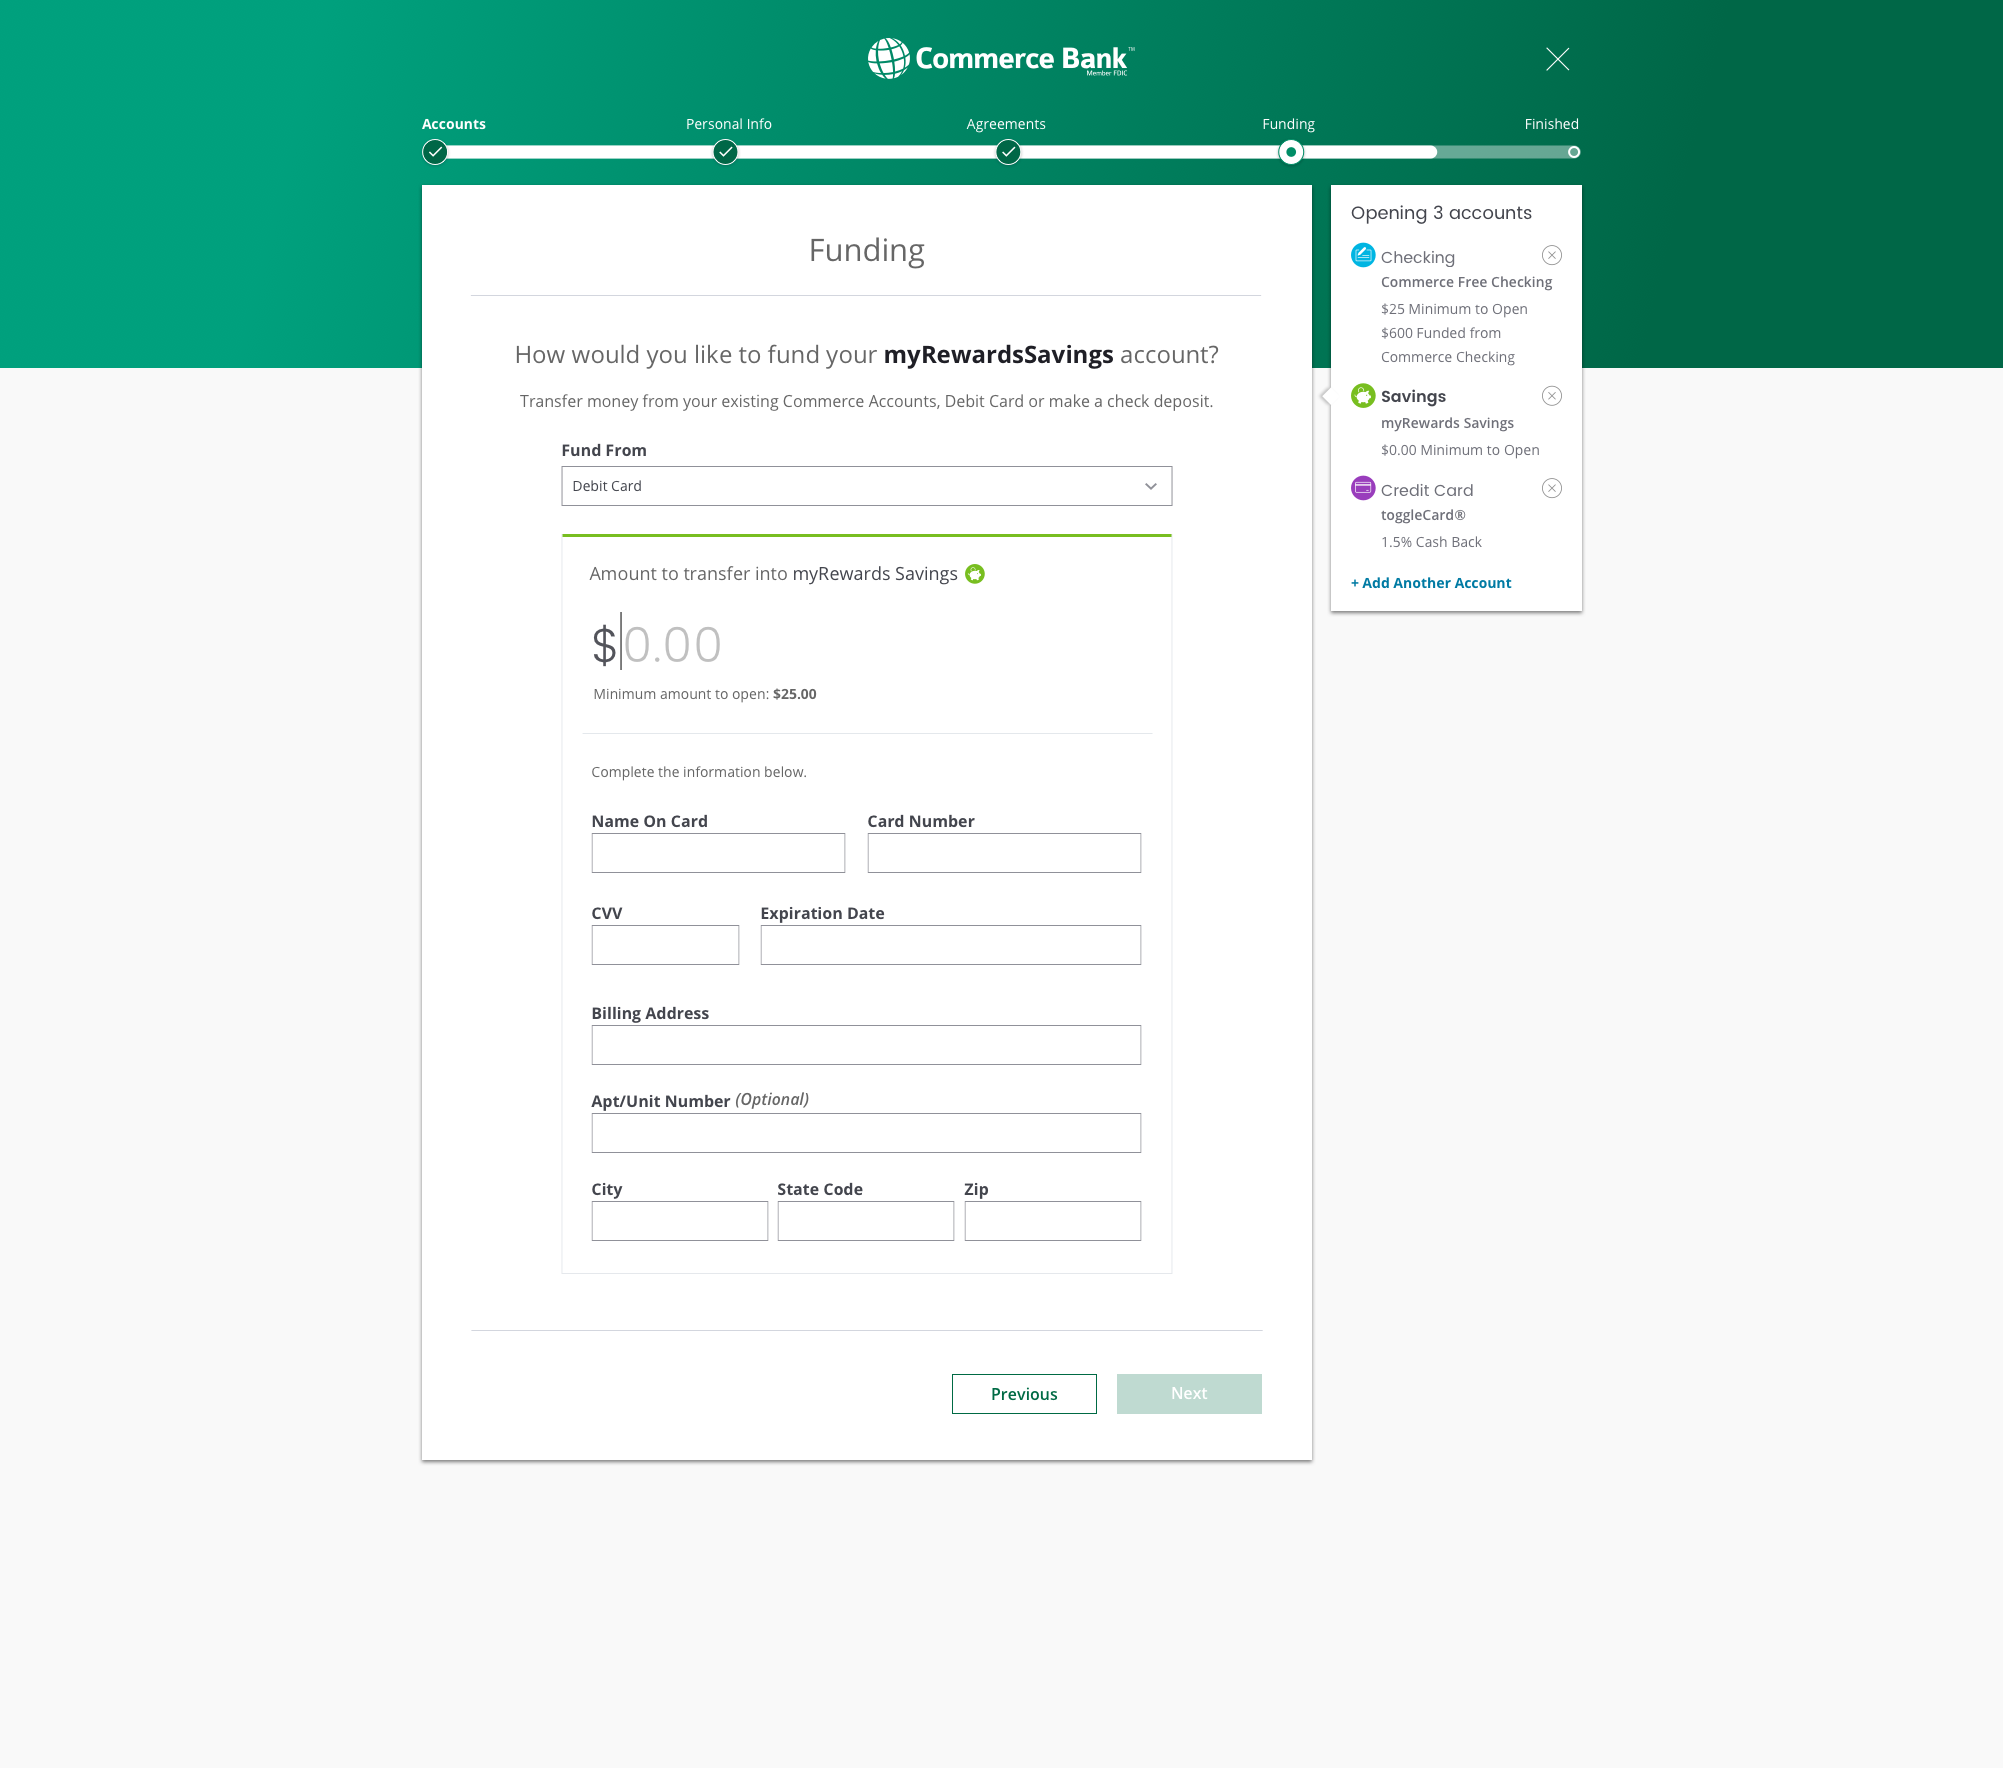 Commerce Bank™
Member FDIC
Accounts
Personal Info
Agreements
Funding
Finished
Funding
How would you like to fund your myRewardsSavings account?
Transfer money from your existing Commerce Accounts, Debit Card or make a check deposit.
Fund From
Debit Card
Amount to transfer into myRewards Savings
$0.00
Minimum amount to open: $25.00
Complete the information below.
Name On Card
Card Number
CVV
Expiration Date
Billing Address
Apt/Unit Number (Optional)
City
State Code
Zip
Previous
Next
Opening 3 accounts
Checking
Commerce Free Checking
$25 Minimum to Open
$600 Funded from
Commerce Checking
Savings
myRewards Savings
$0.00 Minimum to Open
Credit Card
toggleCard®
1.5% Cash Back
+ Add Another Account